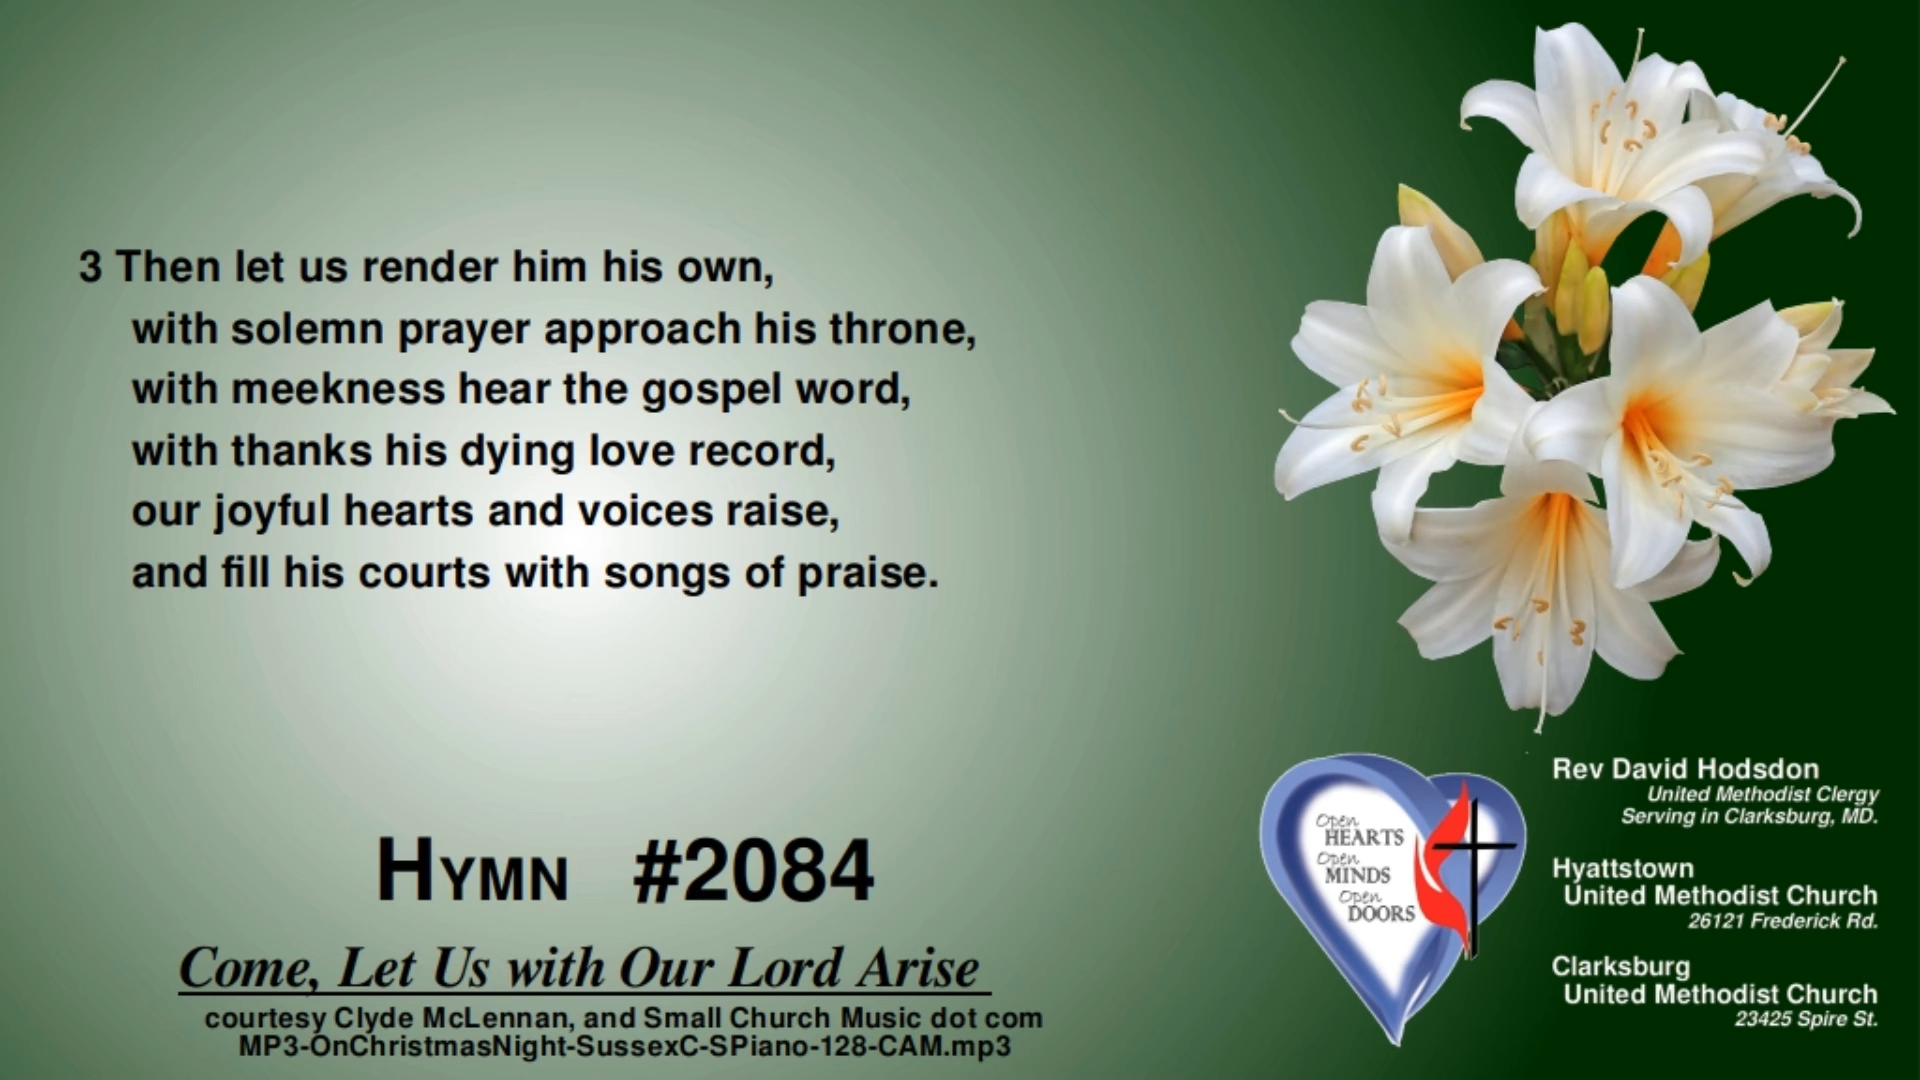 3 Then let us render him his own,
with solemn prayer approach his throne,
with meekness hear the gospel word,
with thanks his dying love record,
our joyful hearts and voices raise,
and fill his courts with songs of praise.
HYMN #2084
Come, Let Us with Our Lord Arise
courtesy Clyde McLennan, and Small Church Music dot com
MP3-OnChristmasNight-SussexC-SPiano-128-CAM.mp3
Open
HEARTS
Open
MINDS
Open
DOORS
Rev David Hodsdon
United Methodist Clergy
Serving in Clarksburg, MD.
Hyattstown
United Methodist Church
26121 Frederick Rd.
Clarksburg
United Methodist Church
23425 Spire St.